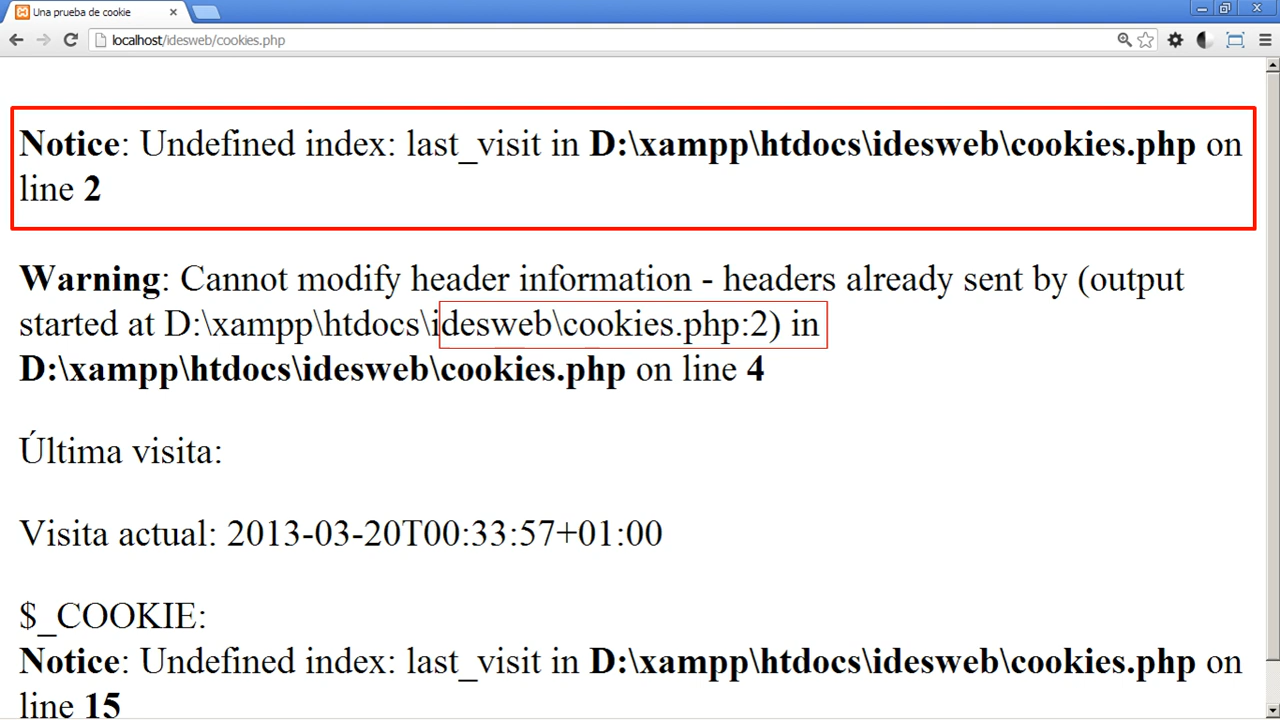 Una prueba de cookie
localhost/idesweb/cookies.php
Notice: Undefined index: last_visit in D:\xampp\htdocs\idesweb\cookies.php on
line 2
Warning: Cannot modify header information - headers already sent by (output
started at D:\xampp\htdocs\idesweb\cookies.php:2) in
D:\xampp\htdocs\idesweb\cookies.php on line 4
Última visita:
Visita actual: 2013-03-20T00:33:57+01:00
$_COOKIE:
Notice: Undefined index: last_visit in D:\xampp\htdocs\idesweb\cookies.php on
line 15